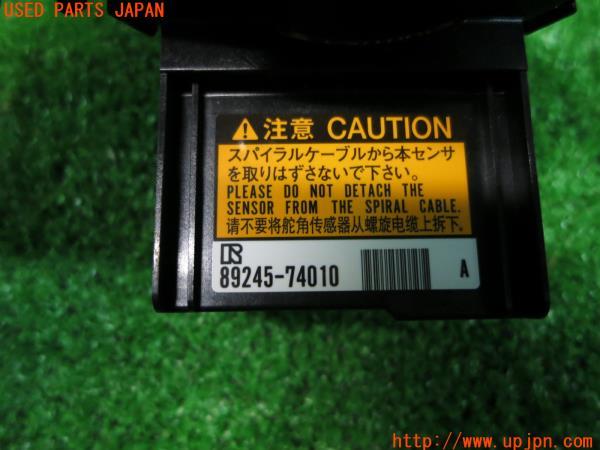 USED PARTS JAPAN
注意 CAUTION
スパイラルケーブルから本センサ
を取りはずさないで下さい。
PLEASE DO NOT DETACH THE
SENSOR FROM THE SPIRAL CABLE.
请不要将舵角传感器从螺旋电缆上拆下。
R
89245-74010 A
http://www.upjpn.com